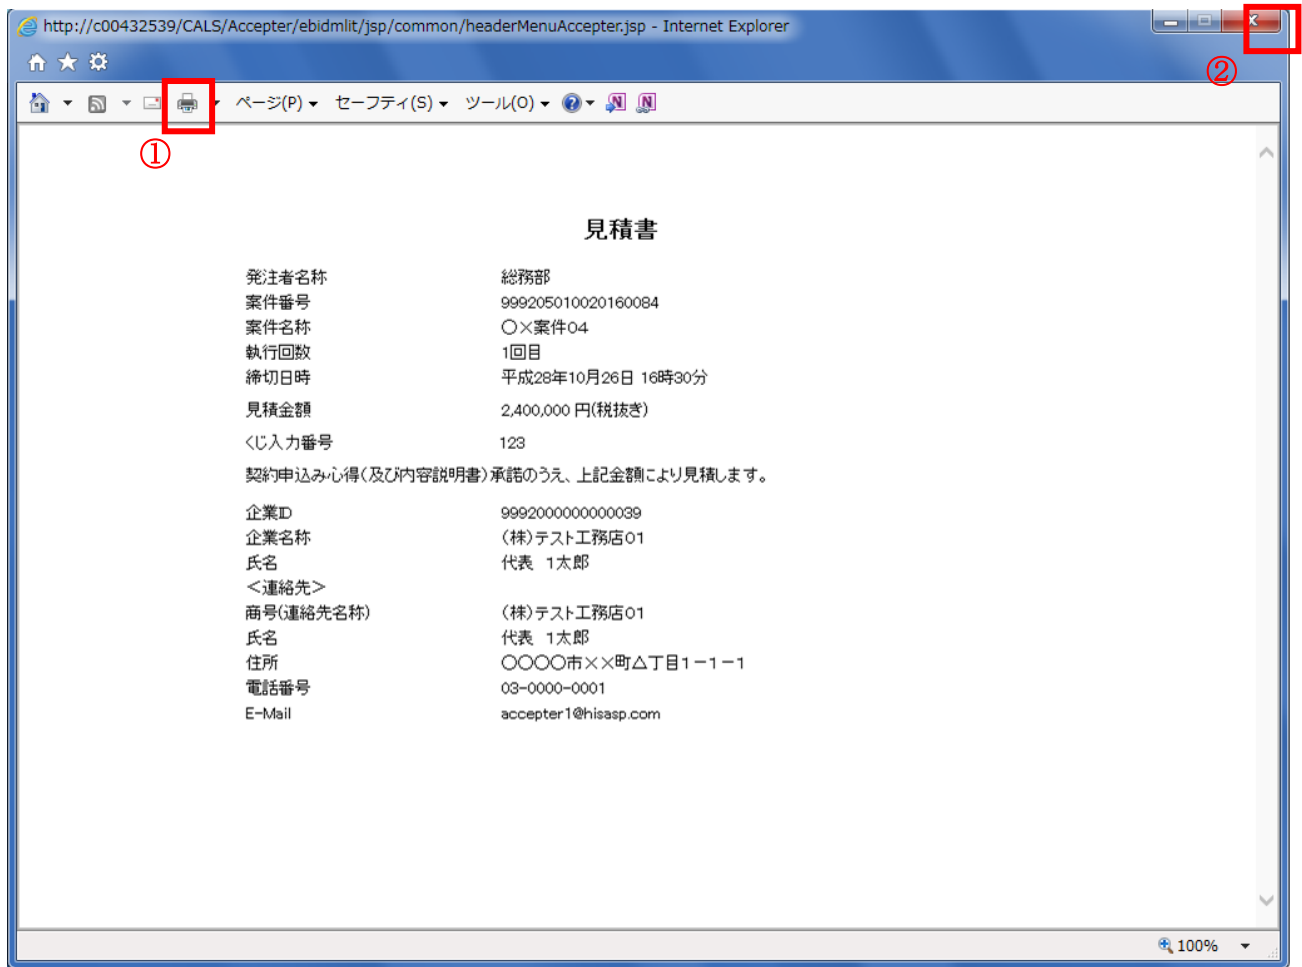 http://c00432539/CALS/Accepter/ebidmlit/jsp/common/headerMenuAccepter.jsp - Internet Explorer
②
ページ(P) セーフティ(S) ツール(O)
①
見積書
発注者名称 総務部
案件番号 999205010020160084
案件名称 〇×案件04
執行回数 1回目
締切日時 平成28年10月26日 16時30分
見積金額 2,400,000 円(税抜き)
くじ入力番号 123
契約申込み心得(及び内容説明書)承諾のうえ、上記金額により見積します。
企業ID 9992000000000039
企業名称 (株)テスト工務店01
氏名 代表 1太郎
＜連絡先＞
商号(連絡先名称) (株)テスト工務店01
氏名 代表 1太郎
住所 〇〇〇〇市××町△丁目1－1－1
電話番号 03-0000-0001
E-Mail accepter1@hisasp.com
100%